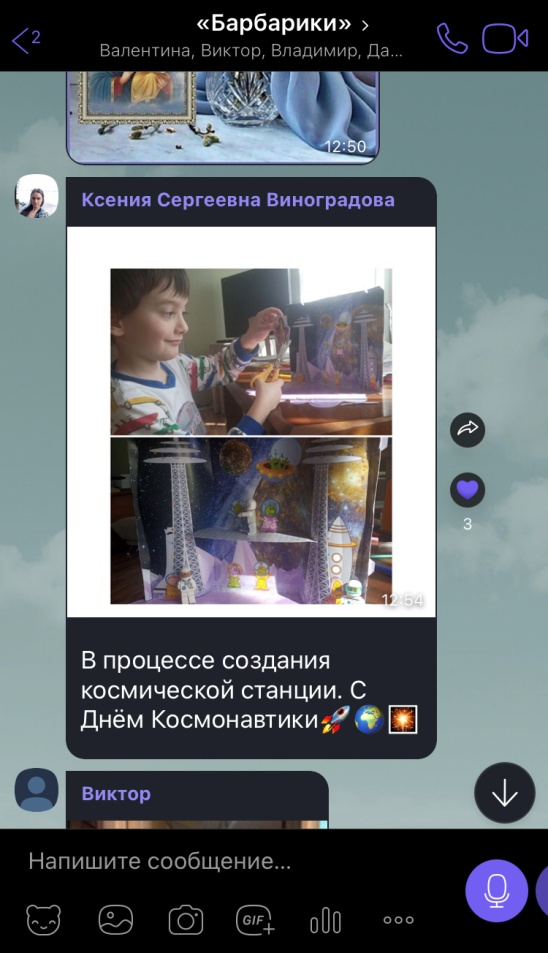 2
«Барбарики» >
Валентина, Виктор, Владимир, Да...
12:50
Ксения Сергеевна Виноградова
12:54
3
В процессе создания
космической станции. С
Днём Космонавтики🚀🌍🎇
Виктор
Напишите сообщение...
GIF